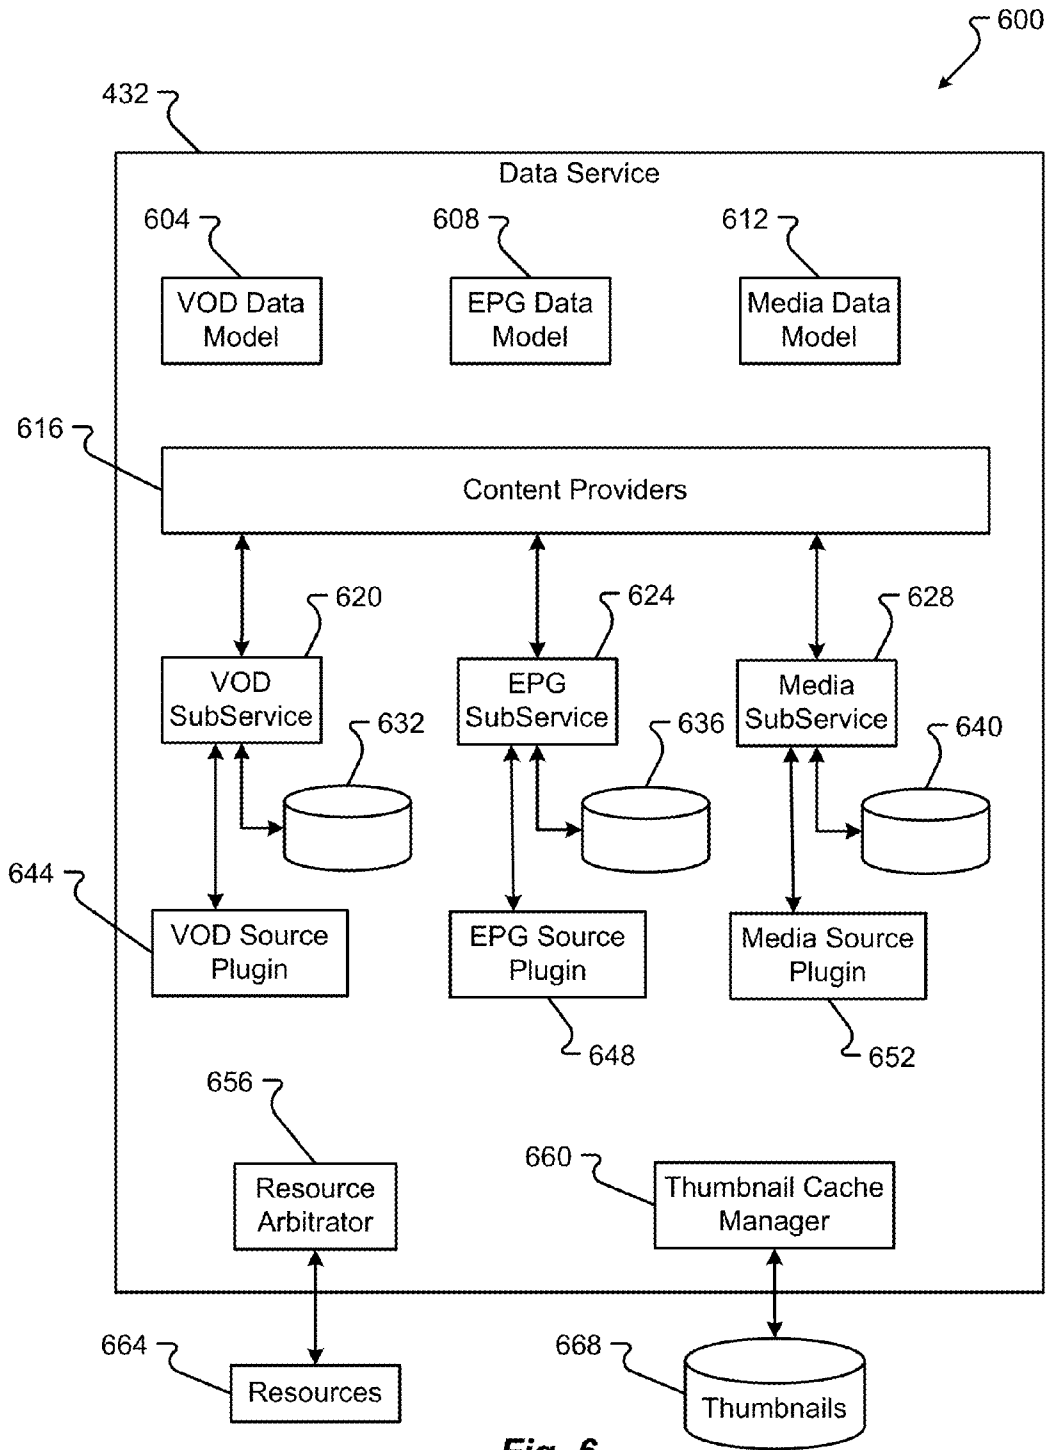 600
432
Data Service
604
608
612
VOD Data
Model
EPG Data
Model
Media Data
Model
616
Content Providers
620
624
628
VOD
SubService
EPG
SubService
Media
SubService
632
636
640
644
VOD Source
Plugin
EPG Source
Plugin
Media Source
Plugin
648
652
656
660
Resource
Arbitrator
Thumbnail Cache
Manager
664
668
Resources
Thumbnails
Fig. 6